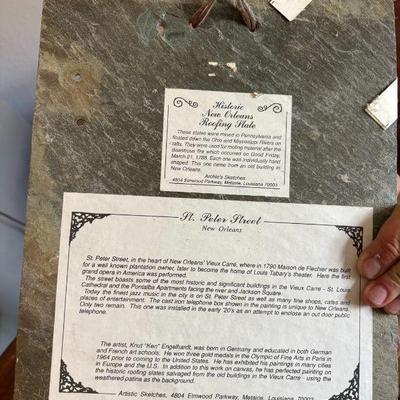 Historic
New Orleans
Roofing Slate
These slates were mixed in Pennsylvania and
floated down the Ohio and Mississippi Rivers on
rafts. They were used for roofing material after the
disastrous fire which occurred on Good Friday,
March 21, 1788. Each one was individually hand
shaped. This one came from an old building in
New Orleans.
Archie's Sketches
4804 Elmwood Parkway, Metairie, Louisiana 70003
St. Peter Street
New Orleans
St. Peter Street, in the heart of New Orleans' Vieux Carré, where in 1790 Maison de Flechier was built
for a well known plantation owner, later to become the home of Louis Tabary's theater. Here the first
grand opera in America was performed.
The street boasts some of the most historic and significant buildings in the Vieux Carre - St. Louis
Cathedral and the Pontalba Apartments facing the river and Jackson Square.
Today the finest jazz music in the city is on St. Peter Street as well as many fine shops, cafes and
places of entertainment. The cast iron telephone box shown in the painting is unique to New Orleans.
Only two remain. This one was installed in the early '20's as an attempt to enclose an out door public
telephone.
The artist, Knut "Ken" Engelhardt, was born in Germany and educated in both German
and French art schools. He won three gold medals in the Olympic of Fine Arts in Paris in
1964 prior to coming to the United States. He has exhibited his paintings in many cities
in Europe and the U.S. In addition to this work on canvas, he has perfected painting on
the historic roofing slates salvaged from the old buildings in the Vieux Carre - using the
weathered patina as the background.
Artistic Sketches, 4804 Elmwood Parkway, Metairie, Louisiana 70003